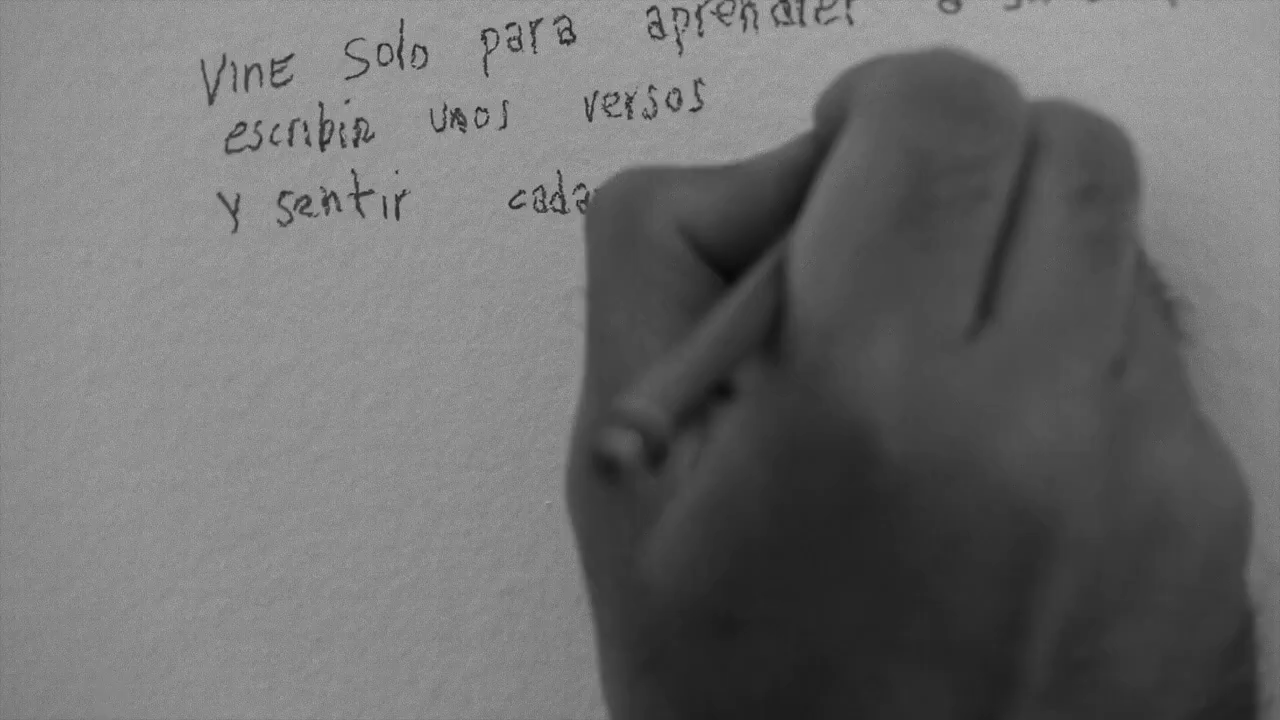 Vine Solo para aprender a
escribir unos versos
y sentir cada